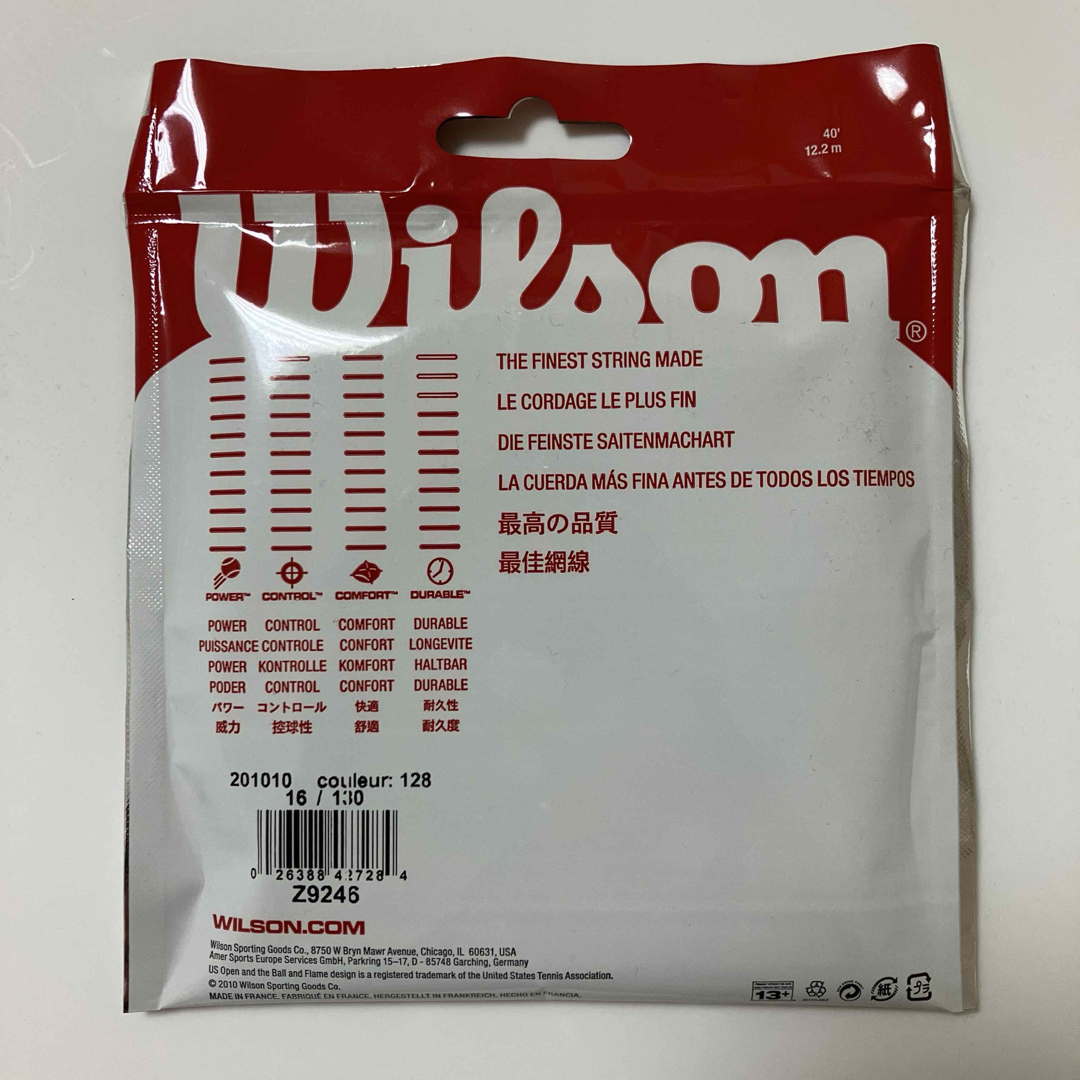 40'
12.2 m
Wilson®
THE FINEST STRING MADE
LE CORDAGE LE PLUS FIN
DIE FEINSTE SAITENMACHART
LA CUERDA MÁS FINA ANTES DE TODOS LOS TIEMPOS
最高の品質
最佳網線
POWER™ CONTROL™ COMFORT™ DURABLE™
POWER CONTROL COMFORT DURABLE
PUISSANCE CONTROLE CONFORT LONGEVITE
POWER KONTROLLE KOMFORT HALTBAR
PODER CONTROL CONFORT DURABLE
パワー コントロール 快適 耐久性
威力 控球性 舒適 耐久度
201010 couleur: 128
16 / 130
0 26388 42728 4
Z9246
WILSON.COM
Wilson Sporting Goods Co., 8750 W Bryn Mawr Avenue, Chicago, IL 60631, USA
Amer Sports Europe Services GmbH, Parkring 15–17, D - 85748 Garching, Germany
US Open and the Ball and Flame design is a registered trademark of the United States Tennis Association.
© 2010 Wilson Sporting Goods Co.
MADE IN FRANCE. FABRIQUÉ EN FRANCE. HERGESTELLT IN FRANKREICH. HECHO EN FRANCIA.
13+
紙
プラ